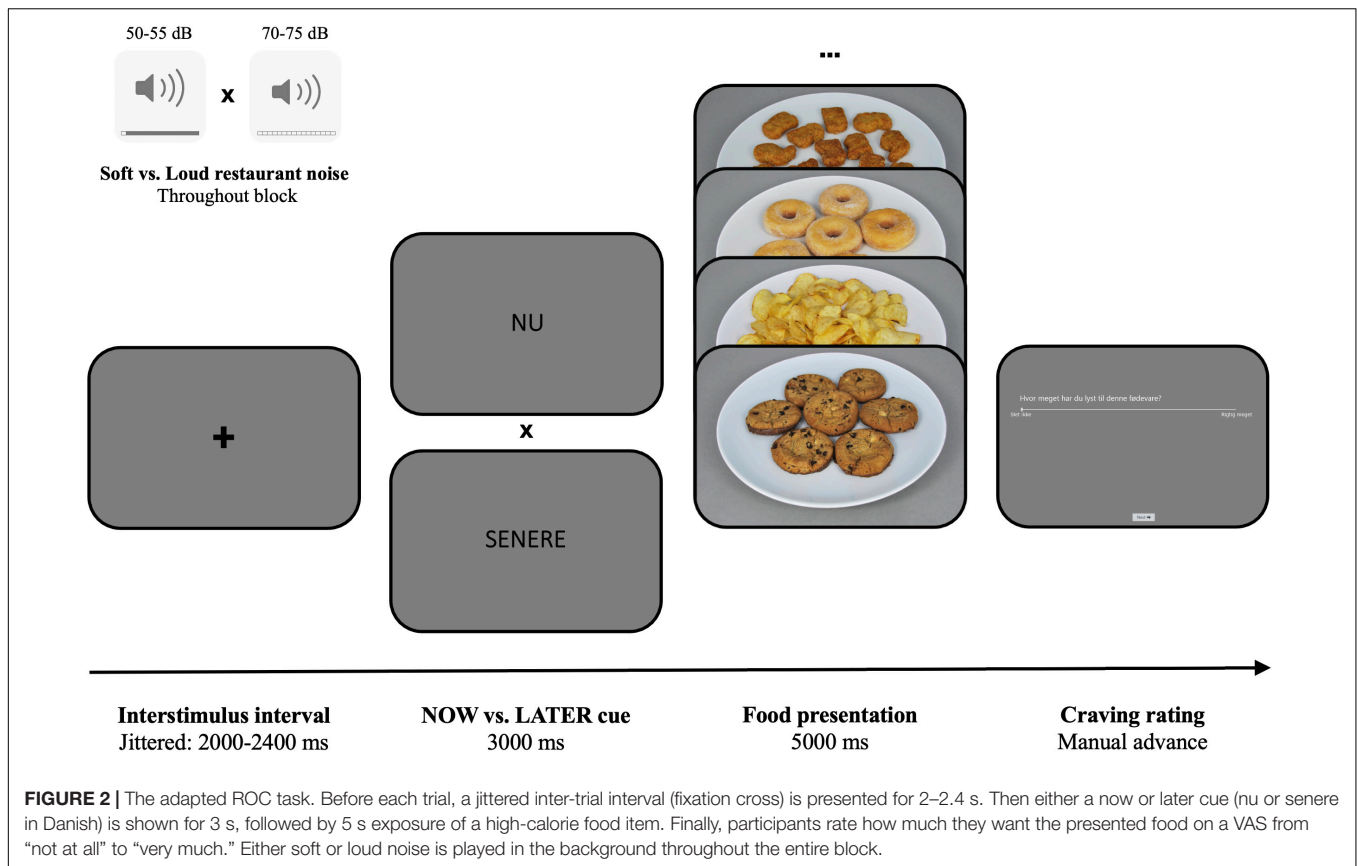 50-55 dB
70-75 dB
x
Soft vs. Loud restaurant noise
Throughout block
...
+
NU
x
SENERE
Hvor meget har du lyst til denne fødevare?
Slet ikke
Rigtig meget
Interstimulus interval
Jittered: 2000-2400 ms
NOW vs. LATER cue
3000 ms
Food presentation
5000 ms
Craving rating
Manual advance
FIGURE 2 | The adapted ROC task. Before each trial, a jittered inter-trial interval (fixation cross) is presented for 2–2.4 s. Then either a now or later cue (nu or senere
in Danish) is shown for 3 s, followed by 5 s exposure of a high-calorie food item. Finally, participants rate how much they want the presented food on a VAS from
“not at all” to “very much.” Either soft or loud noise is played in the background throughout the entire block.